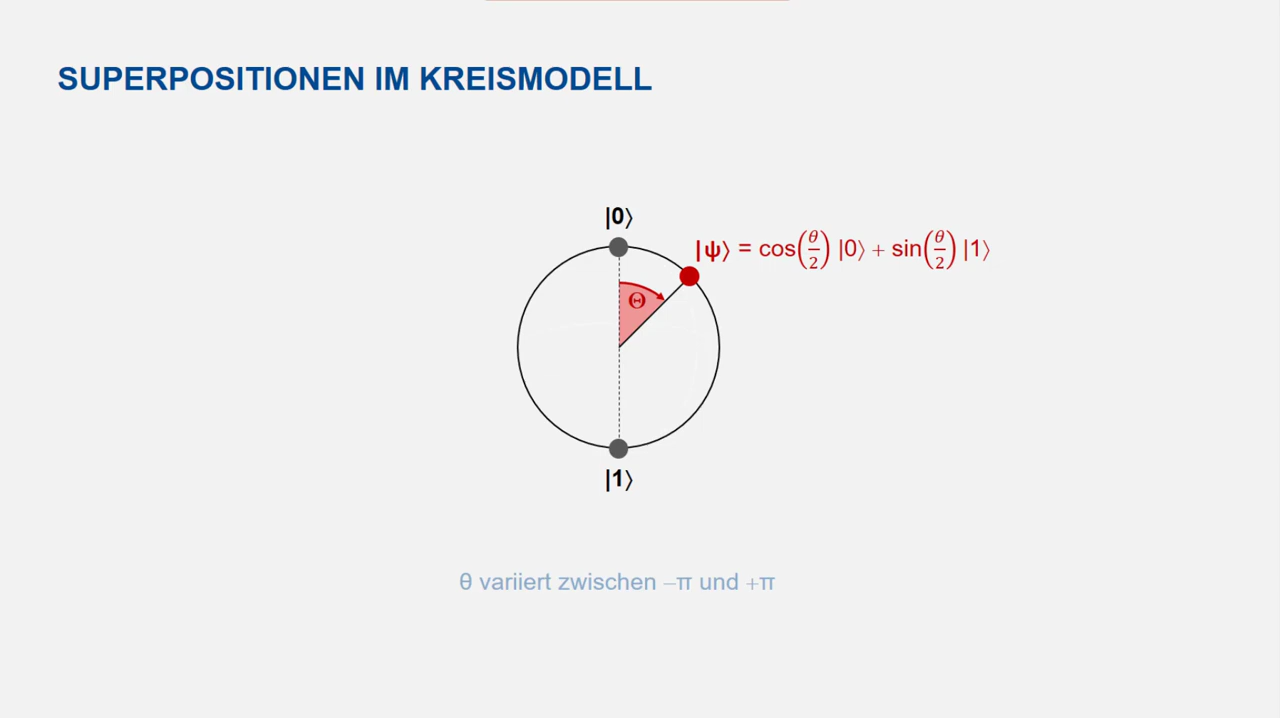 SUPERPOSITIONEN IM KREISMODELL
|0⟩
|ψ⟩ = cos(θ/2) |0⟩ + sin(θ/2) |1⟩
Θ
|1⟩
θ variiert zwischen −π und +π